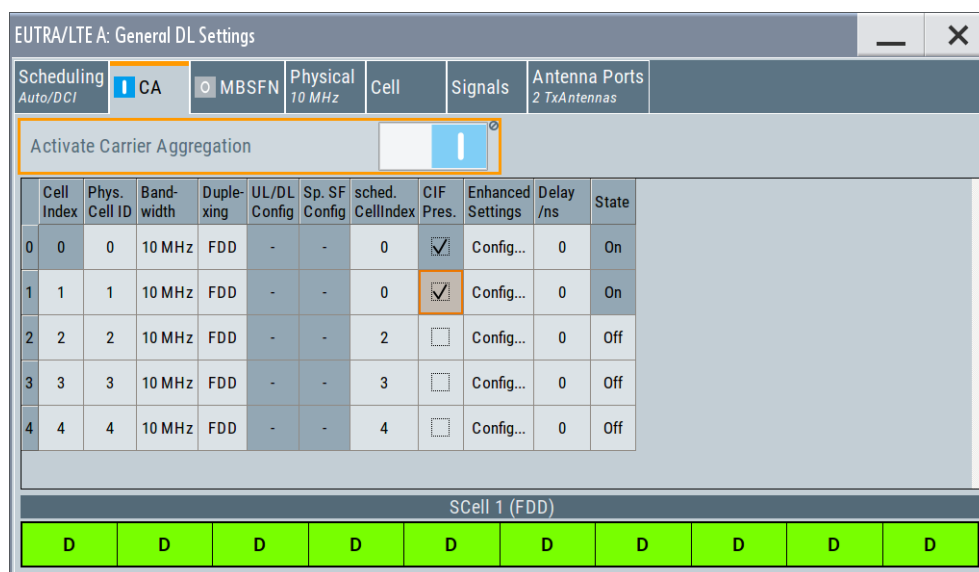 EUTRA/LTE A: General DL Settings
Scheduling Auto/DCI
CA
MBSFN
Physical 10 MHz
Cell
Signals
Antenna Ports 2 TxAntennas
Activate Carrier Aggregation
Cell Index Phys. Cell ID Band-width Duple-xing UL/DL Config Sp. SF Config sched. CellIndex CIF Pres. Enhanced Settings Delay /ns State
0 0 0 10 MHz FDD - - 0 Config... 0 On
1 1 1 10 MHz FDD - - 0 Config... 0 On
2 2 2 10 MHz FDD - - 2 Config... 0 Off
3 3 3 10 MHz FDD - - 3 Config... 0 Off
4 4 4 10 MHz FDD - - 4 Config... 0 Off
SCell 1 (FDD)
D D D D D D D D D D